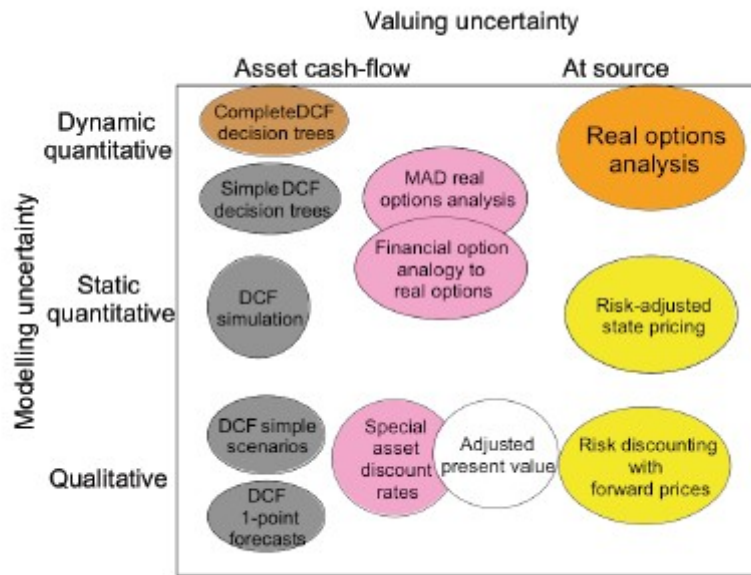 Valuing uncertainty
Asset cash-flow
At source
Modelling uncertainty
Dynamic
quantitative
CompleteDCF
decision trees
Simple DCF
decision trees
MAD real
options analysis
Financial option
analogy to
real options
Real options
analysis
Static
quantitative
DCF
simulation
Risk-adjusted
state pricing
Qualitative
DCF simple
scenarios
DCF
1-point
forecasts
Special
asset
discount
rates
Adjusted
present value
Risk discounting
with
forward prices